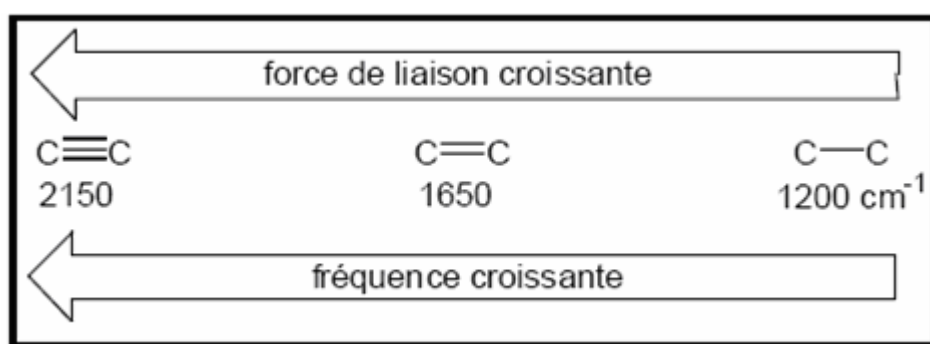 force de liaison croissante
C≡C C=C C—C
2150 1650 1200 cm⁻¹
fréquence croissante